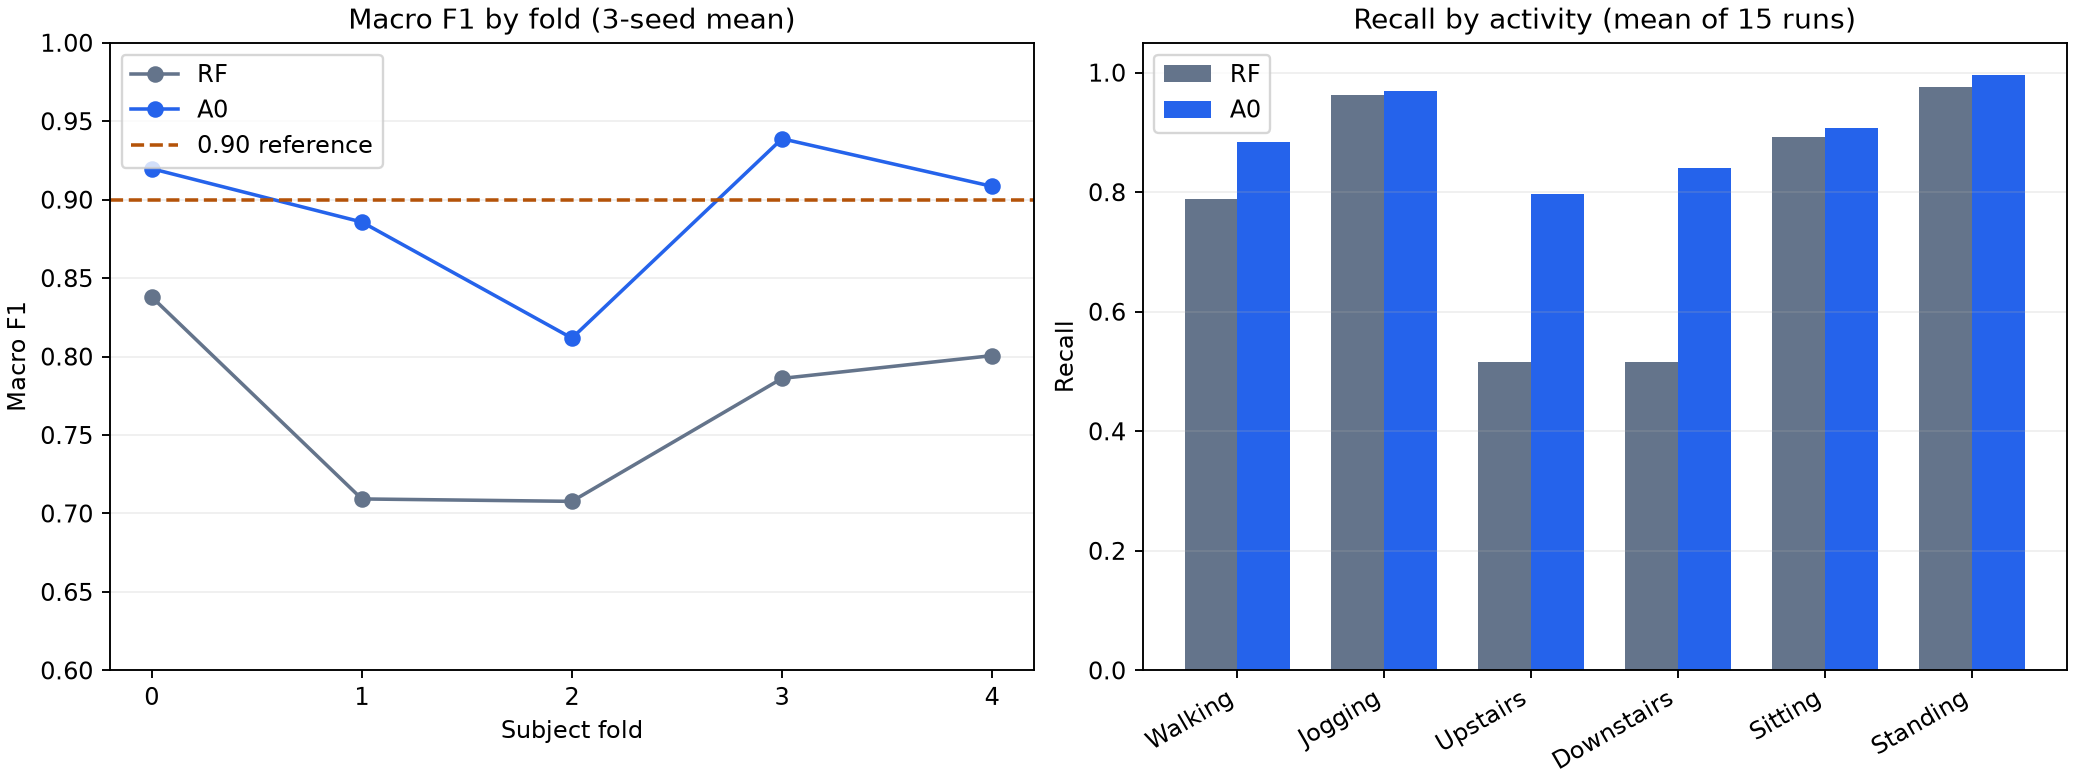 Macro F1 by fold (3-seed mean)
1.00
0.95
0.90
0.85
0.80
0.75
0.70
0.65
0.60
Macro F1
RF
A0
0.90 reference
0
1
2
3
4
Subject fold
Recall by activity (mean of 15 runs)
1.0
0.8
0.6
0.4
0.2
0.0
Recall
RF
A0
Walking
Jogging
Upstairs
Downstairs
Sitting
Standing